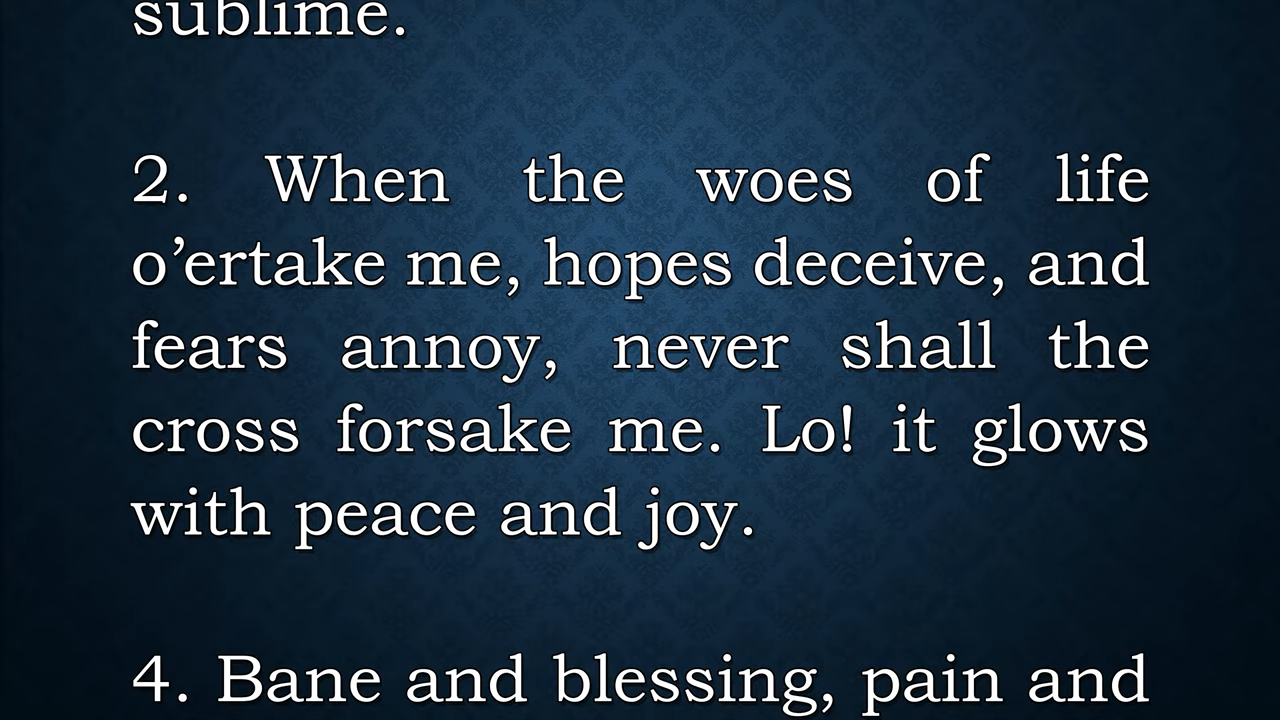 sublime.
2. When the woes of life
o’ertake me, hopes deceive, and
fears annoy, never shall the
cross forsake me. Lo! it glows
with peace and joy.
4. Bane and blessing, pain and